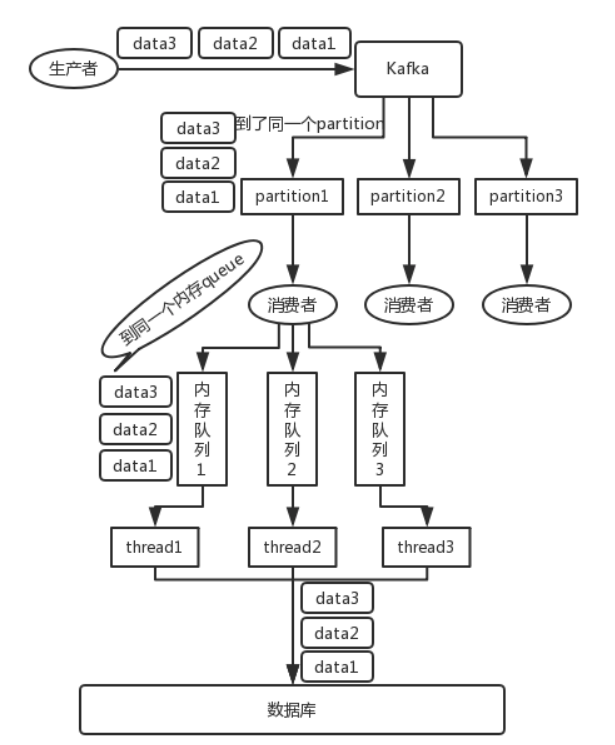 data3 data2 data1
生产者
Kafka
到了同一个partition
data3
data2
data1
partition1 partition2 partition3
到同一个内存queue
消费者 消费者 消费者
data3
data2
data1
内存队列1
内存队列2
内存队列3
thread1 thread2 thread3
data3
data2
data1
数据库